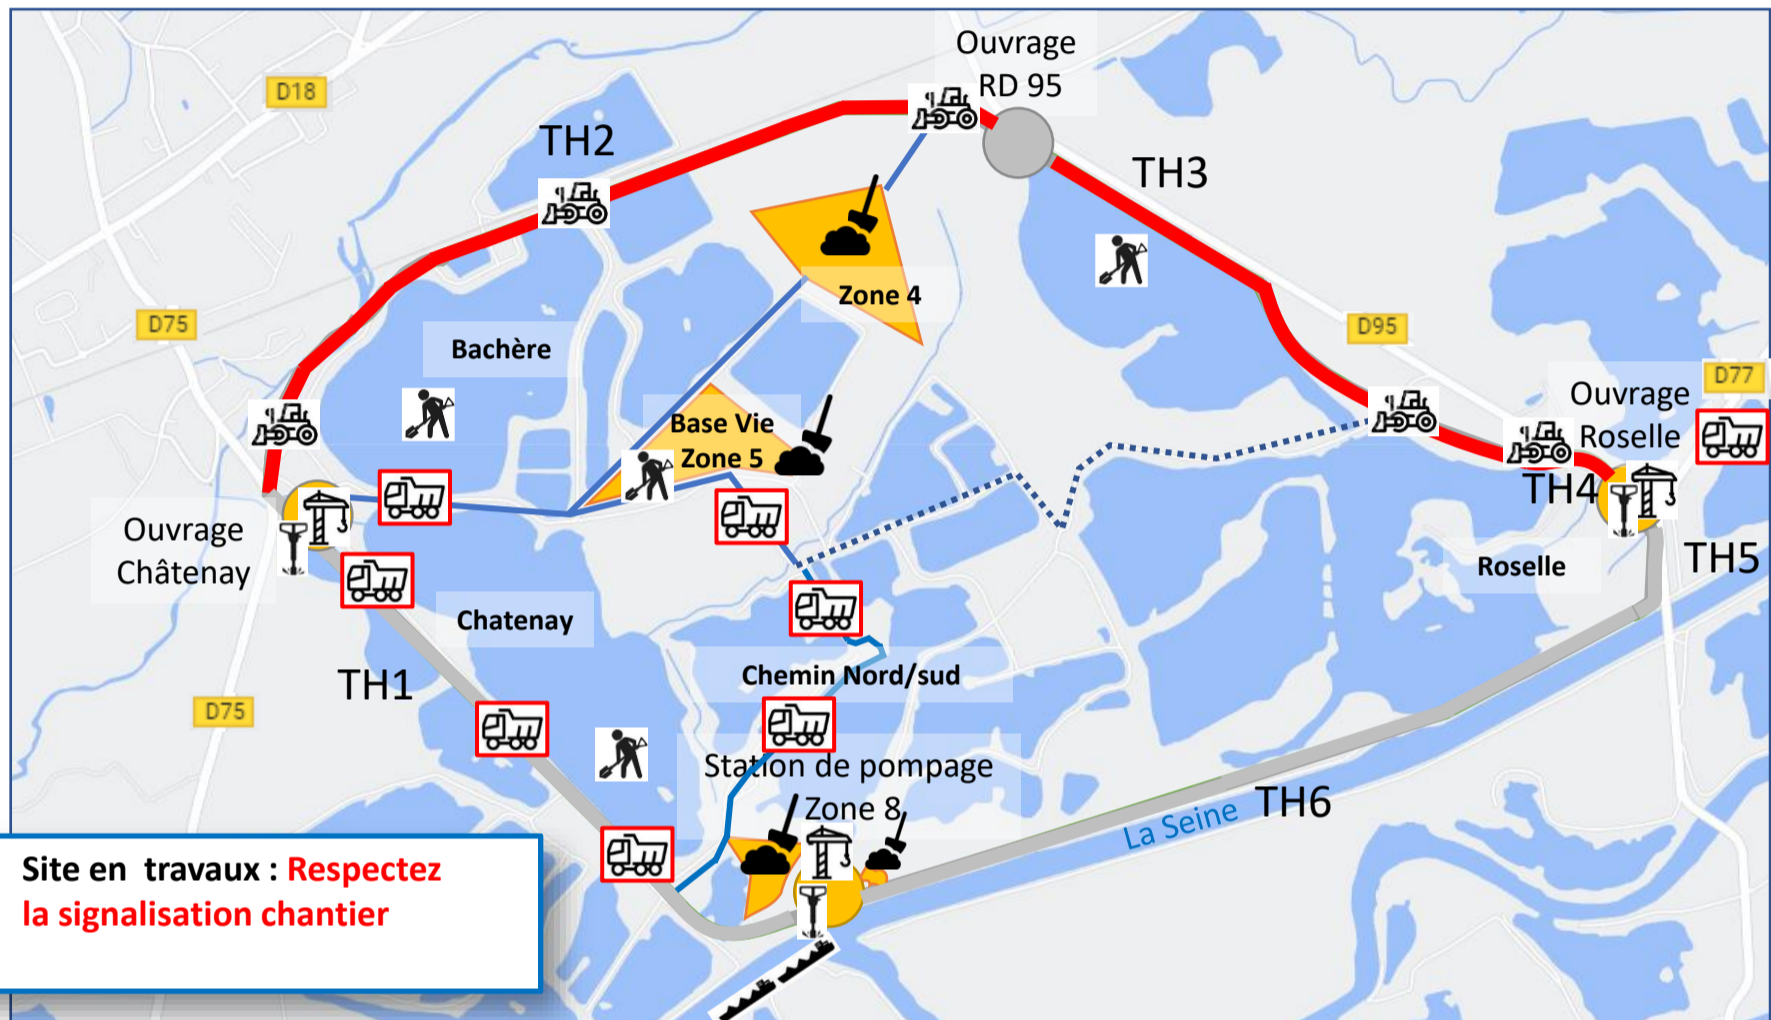 Ouvrage
RD 95
D18
TH2
TH3
Zone 4
D75
Bachère
D95
D77
Ouvrage
Roselle
Base Vie
Zone 5
TH4
Ouvrage
Châtenay
TH5
Roselle
Chatenay
Chemin Nord/sud
TH1
D75
Station de pompage
Zone 8
TH6
La Seine
Site en travaux : Respectez
la signalisation chantier